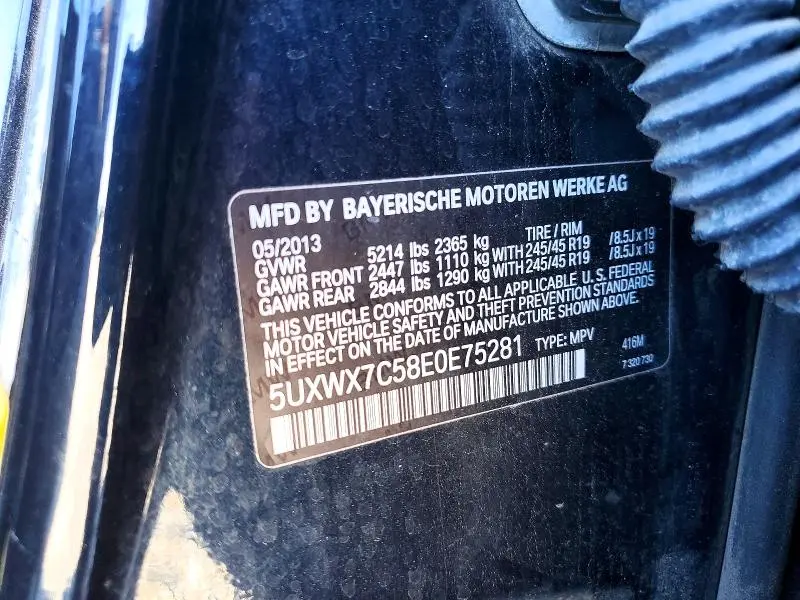 MFD BY BAYERISCHE MOTOREN WERKE AG
05/2013 TIRE / RIM
GVWR 5214 lbs 2365 kg
GAWR FRONT 2447 lbs 1110 kg WITH 245/45 R19 /8.5J x 19
GAWR REAR 2844 lbs 1290 kg WITH 245/45 R19 /8.5J x 19
THIS VEHICLE CONFORMS TO ALL APPLICABLE U. S. FEDERAL
MOTOR VEHICLE SAFETY AND THEFT PREVENTION STANDARDS
IN EFFECT ON THE DATE OF MANUFACTURE SHOWN ABOVE.
5UXWX7C58E0E75281 TYPE: MPV 416M
7 320 730